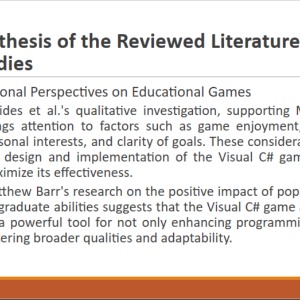 thesis of the Reviewed Literature
dies
ional Perspectives on Educational Games
ides et al.'s qualitative investigation, supporting M
ngs attention to factors such as game enjoyment,
sonal interests, and clarity of goals. These considera
design and implementation of the Visual C# gam
ximize its effectiveness.
tthew Barr's research on the positive impact of pop
graduate abilities suggests that the Visual C# game
a powerful tool for not only enhancing programmi
ering broader qualities and adaptability.